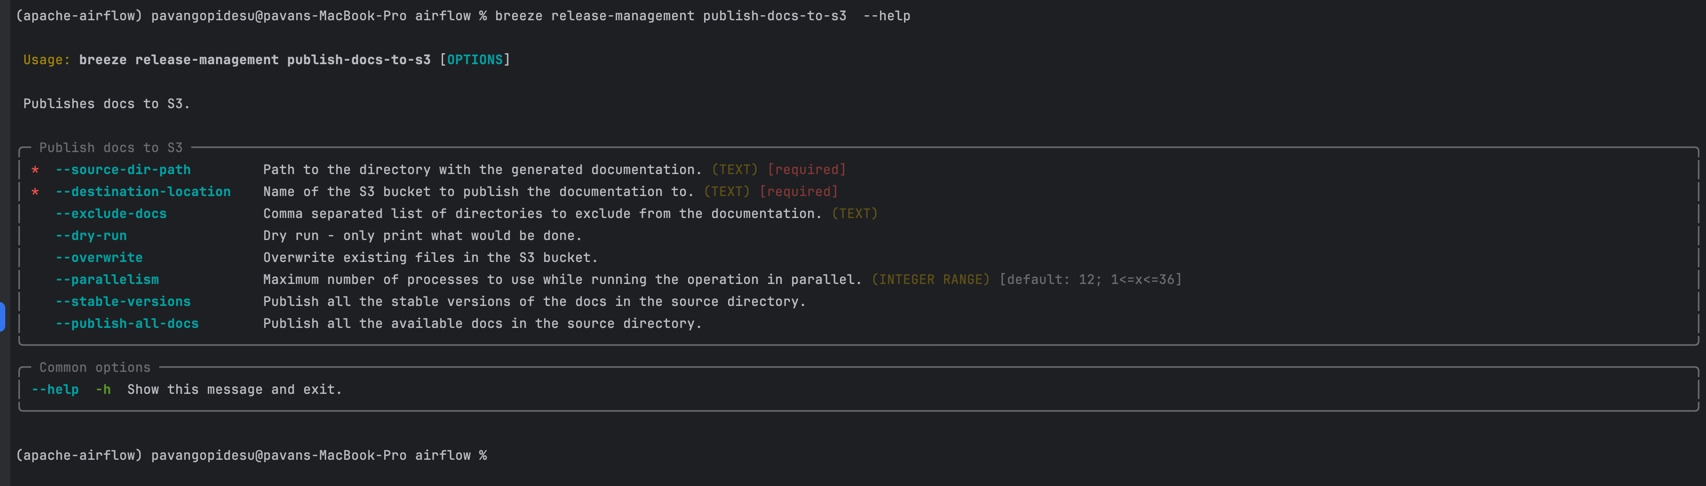 (apache-airflow) pavangopidesu@pavans-MacBook-Pro airflow % breeze release-management publish-docs-to-s3  --help
Usage: breeze release-management publish-docs-to-s3 [OPTIONS]
Publishes docs to S3.
Publish docs to S3
* --source-dir-path Path to the directory with the generated documentation. (TEXT) [required]
* --destination-location Name of the S3 bucket to publish the documentation to. (TEXT) [required]
--exclude-docs Comma separated list of directories to exclude from the documentation. (TEXT)
--dry-run Dry run - only print what would be done.
--overwrite Overwrite existing files in the S3 bucket.
--parallelism Maximum number of processes to use while running the operation in parallel. (INTEGER RANGE) [default: 12; 1<=x<=36]
--stable-versions Publish all the stable versions of the docs in the source directory.
--publish-all-docs Publish all the available docs in the source directory.
Common options
--help -h Show this message and exit.
(apache-airflow) pavangopidesu@pavans-MacBook-Pro airflow %